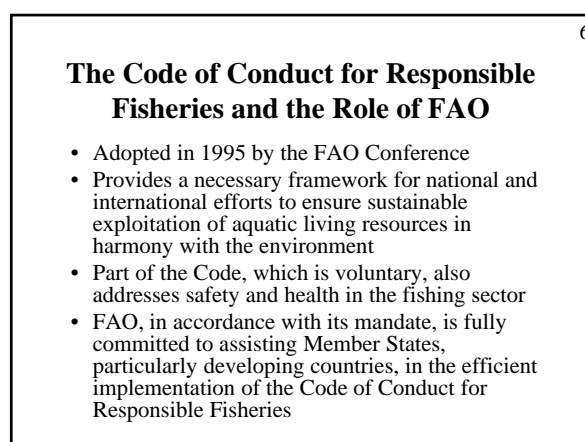 6
The Code of Conduct for Responsible
Fisheries and the Role of FAO
• Adopted in 1995 by the FAO Conference
• Provides a necessary framework for national and
international efforts to ensure sustainable
exploitation of aquatic living resources in
harmony with the environment
• Part of the Code, which is voluntary, also
addresses safety and health in the fishing sector
• FAO, in accordance with its mandate, is fully
committed to assisting Member States,
particularly developing countries, in the efficient
implementation of the Code of Conduct for
Responsible Fisheries